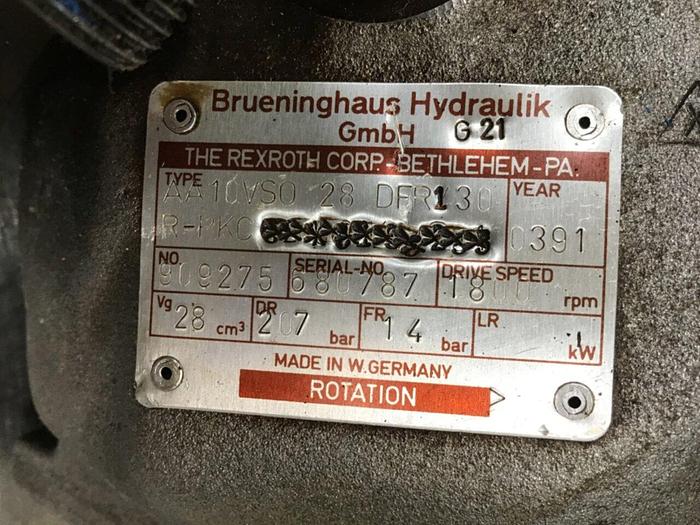 Brueninghaus Hydraulik
GmbH G 21
THE REXROTH CORP.-BETHLEHEM-PA.
TYPE YEAR
AA10VSO 28 DFR130
R-PKC 0391
NO. SERIAL-NO. DRIVE SPEED
909275 680787 1800 rpm
Vg 28 cm³ DR 207 bar FR 14 bar LR kW
MADE IN W.GERMANY
ROTATION